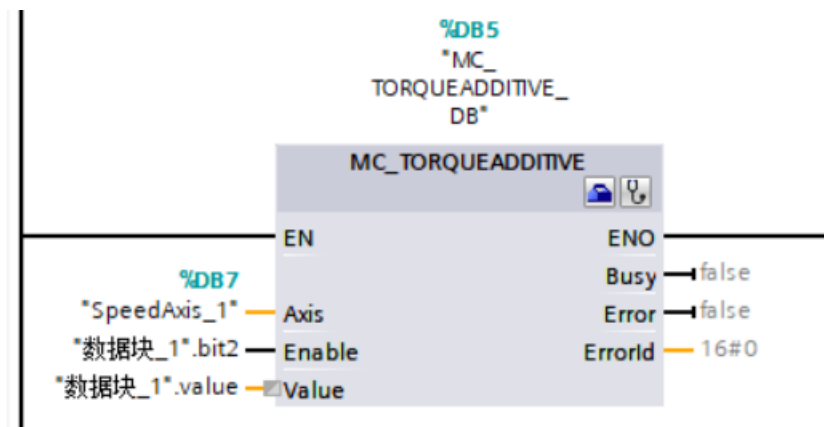 %DB5
"MC_
TORQUEADDITIVE_
DB"
MC_TORQUEADDITIVE
EN ENO
%DB7
Busy false
"SpeedAxis_1" Axis Error false
"数据块_1".bit2 Enable ErrorId 16#0
"数据块_1".value Value